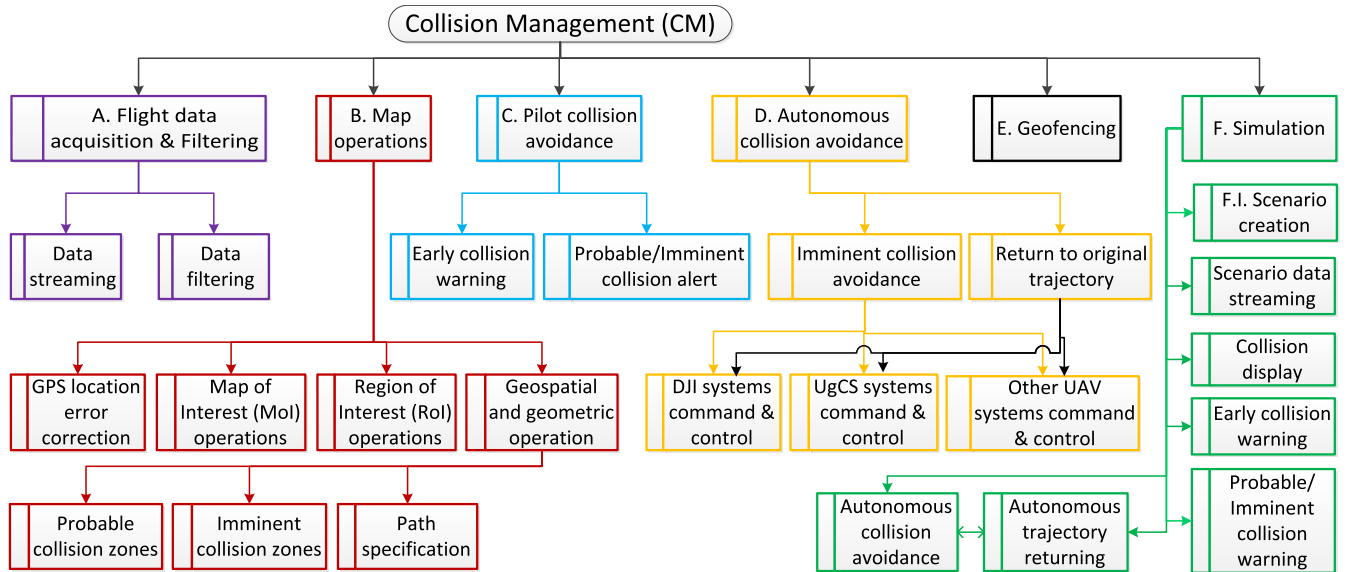 Collision Management (CM)
A. Flight data
acquisition & Filtering
B. Map
operations
C. Pilot collision
avoidance
D. Autonomous
collision avoidance
E. Geofencing
F. Simulation
Data
streaming
Data
filtering
Early collision
warning
Probable/Imminent
collision alert
Imminent collision
avoidance
Return to original
trajectory
F.I. Scenario
creation
Scenario data
streaming
Collision
display
Early collision
warning
Probable/
Imminent
collision
warning
GPS location
error
correction
Map of
Interest (MoI)
operations
Region of
Interest (RoI)
operations
Geospatial
and geometric
operation
DJI systems
command &
control
UgCS systems
command &
control
Other UAV
systems command
& control
Probable
collision zones
Imminent
collision zones
Path
specification
Autonomous
collision
avoidance
Autonomous
trajectory
returning